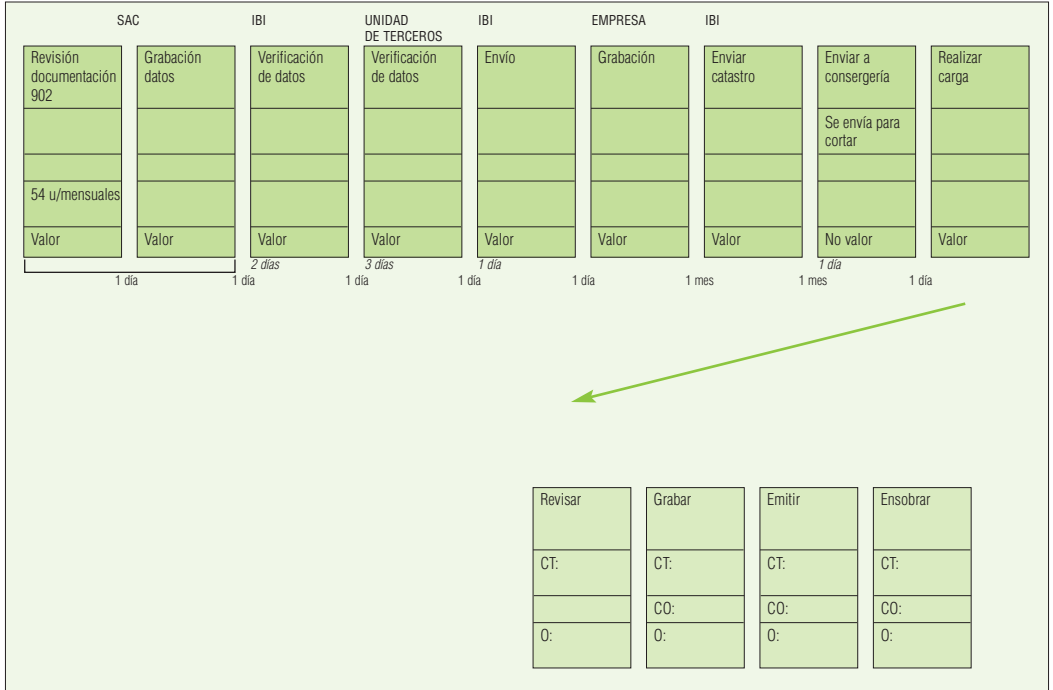 SAC
IBI
UNIDAD
DE TERCEROS
IBI
EMPRESA
IBI
Revisión
documentación
902
54 u/mensuales
Valor
Grabación
datos
Valor
Verificación
de datos
Valor
Verificación
de datos
Valor
Envío
Valor
Grabación
Valor
Enviar
catastro
Valor
Enviar a
consergería
Se envía para
cortar
No valor
Realizar
carga
Valor
2 días
3 días
1 día
1 día
1 día
1 día
1 día
1 día
1 día
1 mes
1 mes
1 día
Revisar
CT:
O:
Grabar
CT:
CO:
O:
Emitir
CT:
CO:
O:
Ensobrar
CT:
CO:
O: